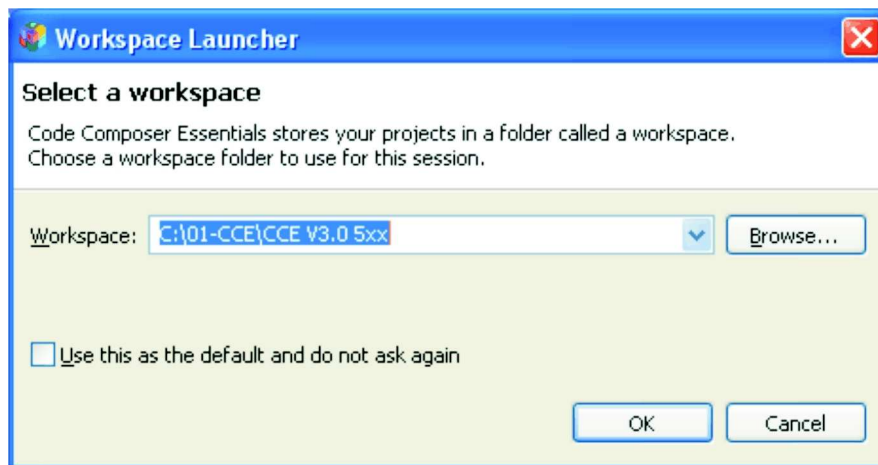 Workspace Launcher
Select a workspace
Code Composer Essentials stores your projects in a folder called a workspace.
Choose a workspace folder to use for this session.
Workspace: C:\01-CCE\CCE V3.0 5xx Browse...
Use this as the default and do not ask again
OK Cancel